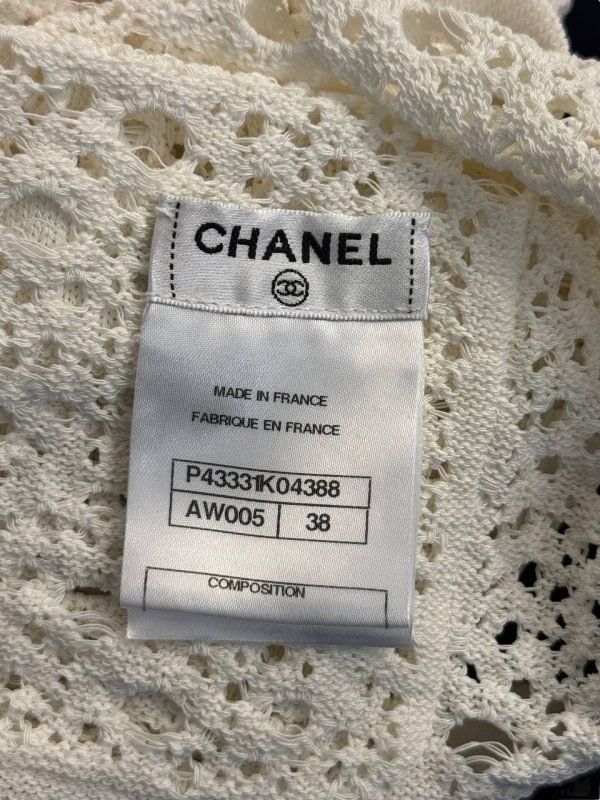 CHANEL
MADE IN FRANCE
FABRIQUE EN FRANCE
P43331K04388
AW005 38
COMPOSITION